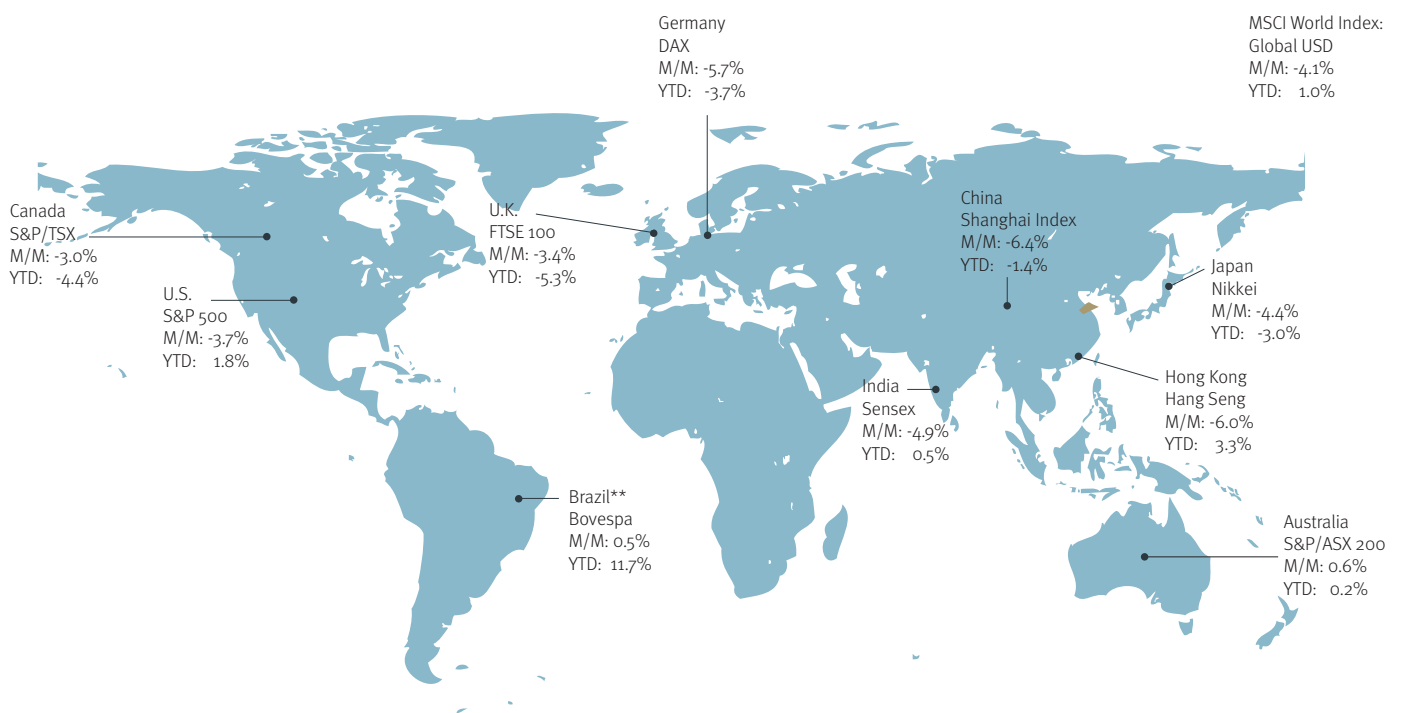 Germany
DAX
M/M: -5.7%
YTD: -3.7%
MSCI World Index:
Global USD
M/M: -4.1%
YTD: 1.0%
Canada
S&P/TSX
M/M: -3.0%
YTD: -4.4%
U.K.
FTSE 100
M/M: -3.4%
YTD: -5.3%
China
Shanghai Index
M/M: -6.4%
YTD: -1.4%
U.S.
S&P 500
M/M: -3.7%
YTD: 1.8%
Japan
Nikkei
M/M: -4.4%
YTD: -3.0%
India
Sensex
M/M: -4.9%
YTD: 0.5%
Hong Kong
Hang Seng
M/M: -6.0%
YTD: 3.3%
Brazil**
Bovespa
M/M: 0.5%
YTD: 11.7%
Australia
S&P/ASX 200
M/M: 0.6%
YTD: 0.2%